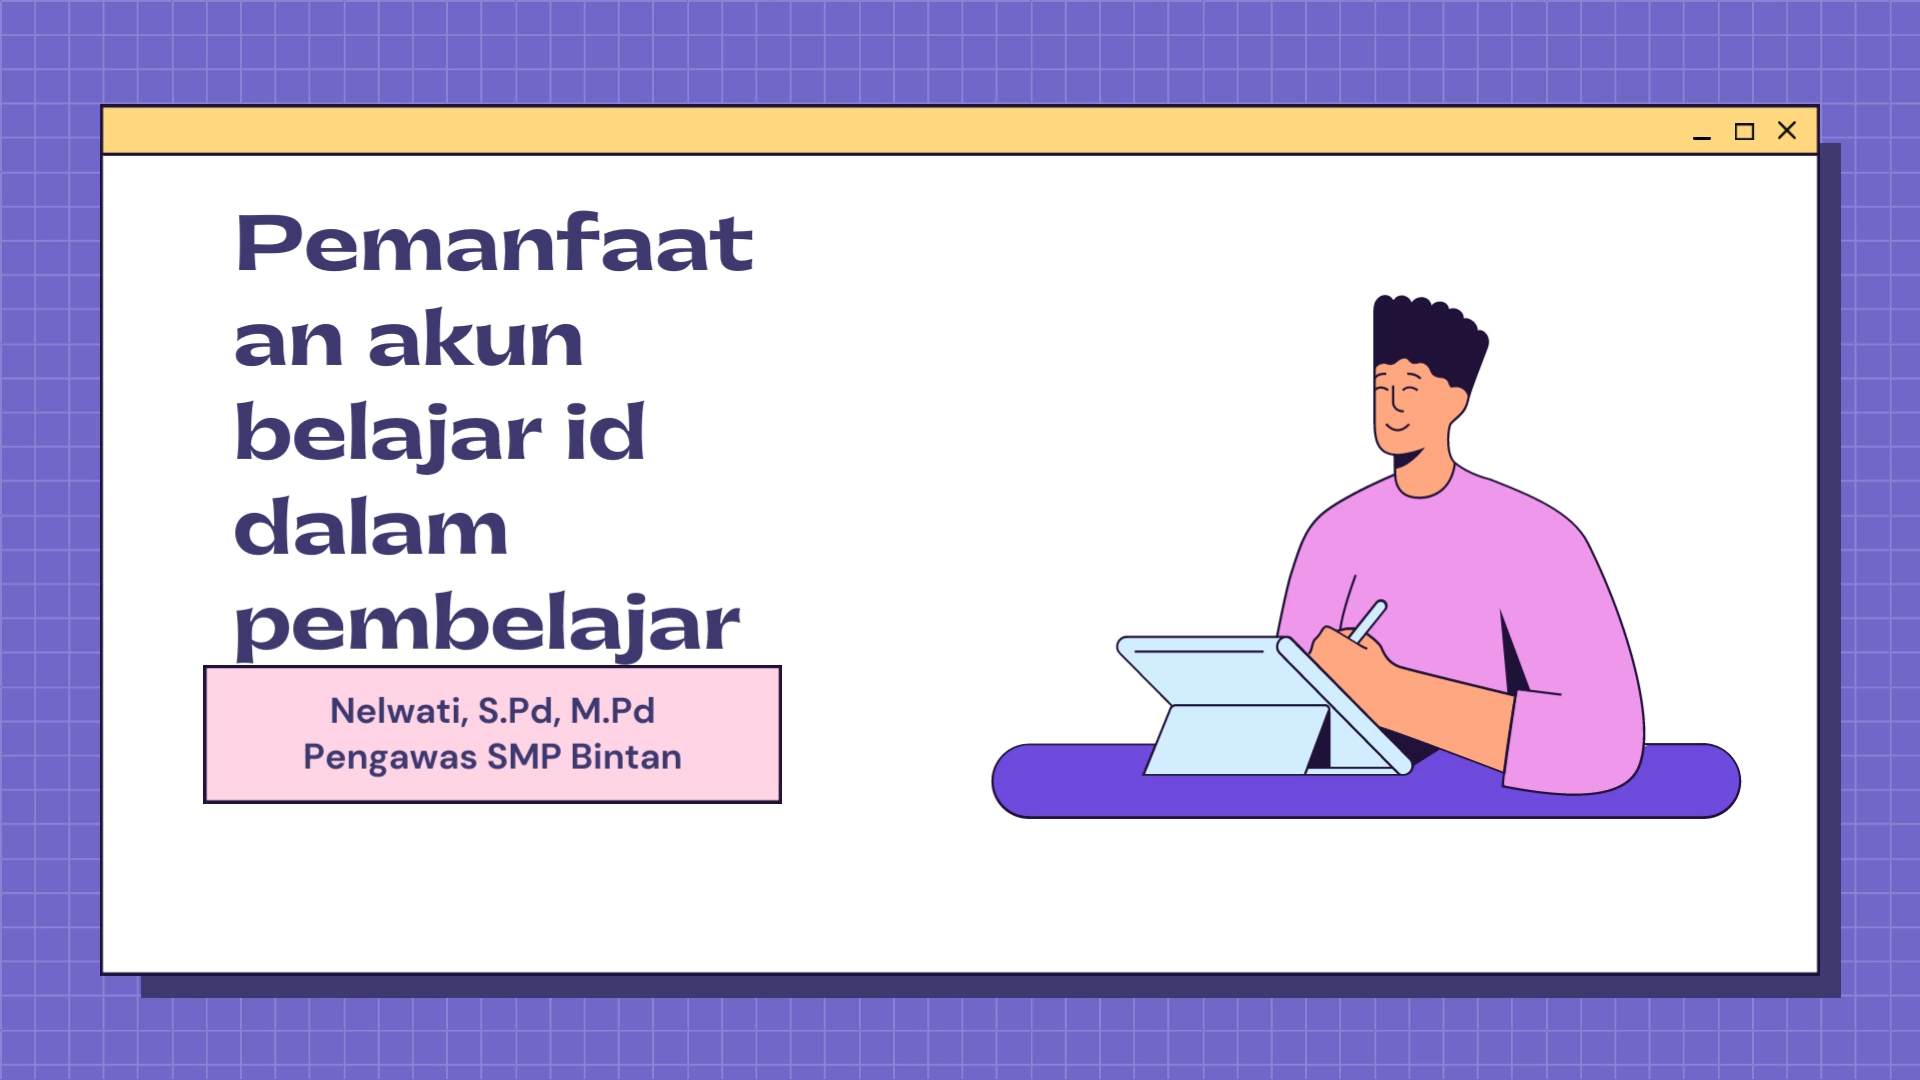 Pemanfaat
an akun
belajar id
dalam
pembelajar
Nelwati, S.Pd, M.Pd
Pengawas SMP Bintan